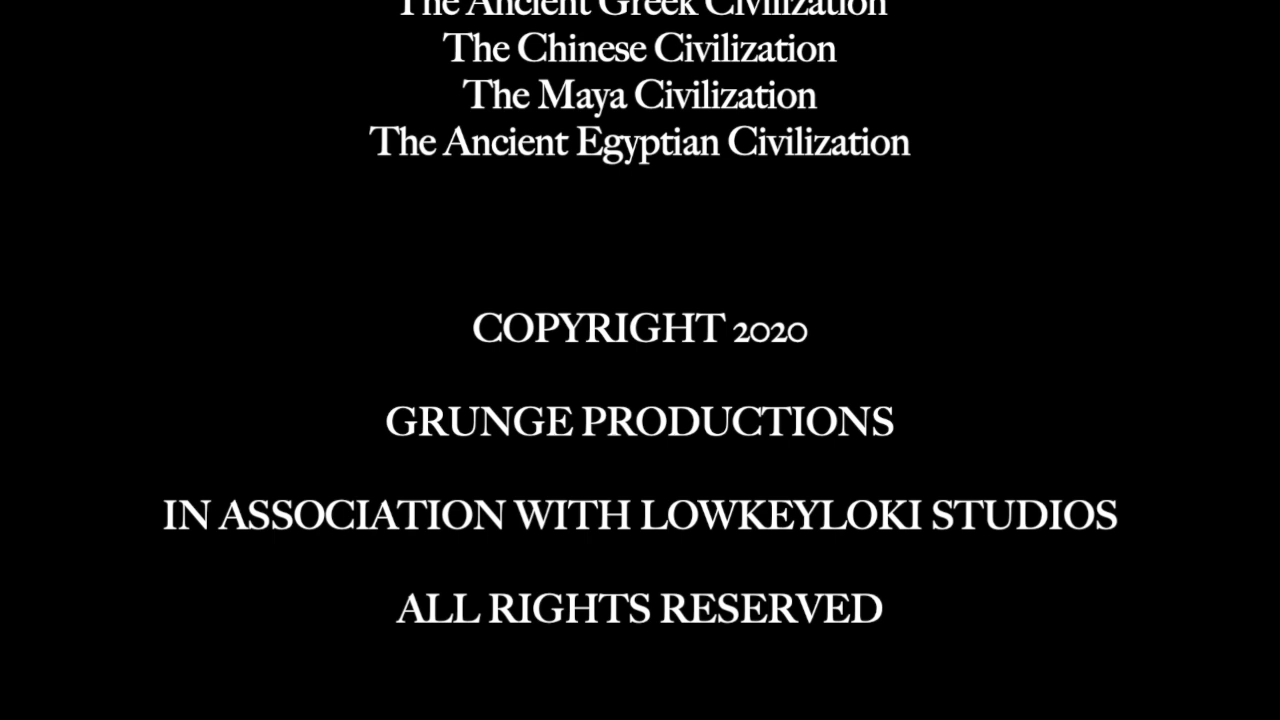 The Ancient Greek Civilization
The Chinese Civilization
The Maya Civilization
The Ancient Egyptian Civilization
COPYRIGHT 2020
GRUNGE PRODUCTIONS
IN ASSOCIATION WITH LOWKEYLOKI STUDIOS
ALL RIGHTS RESERVED